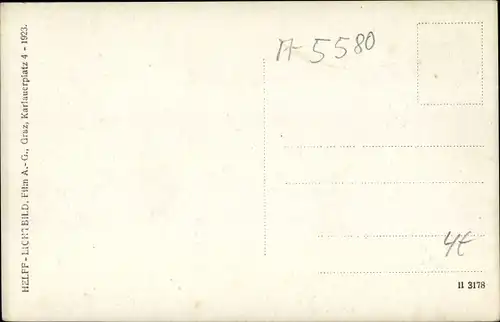 HELFF - LICHTBILD, Film A.-G., Graz, Karlauerplatz 4 - 1923.
A-5580
4€
II 3178